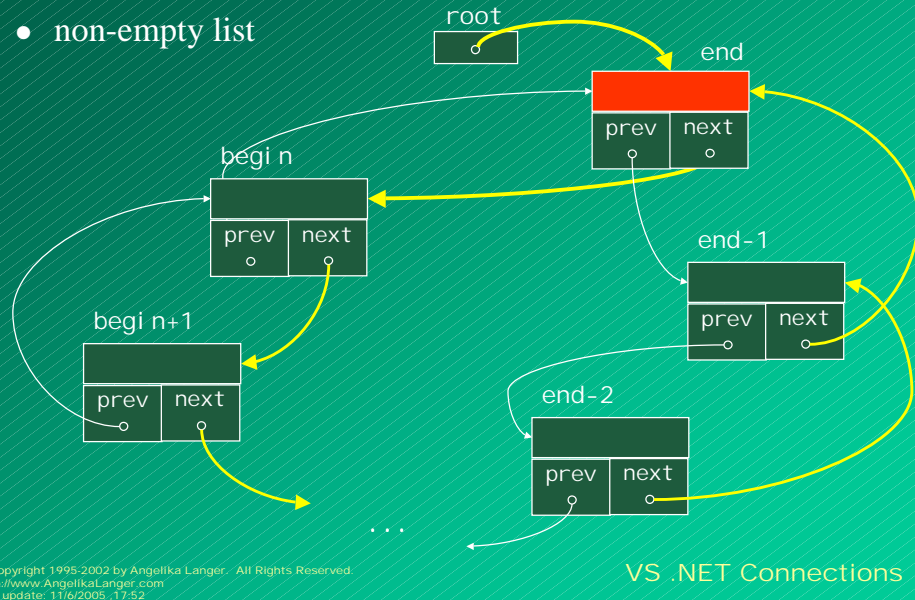 • non-empty list
root
end
prev next
begin
prev next
end-1
prev next
begin+1
prev next
end-2
prev next
...
opyright 1995-2002 by Angelika Langer. All Rights Reserved.
://www.AngelikaLanger.com
update: 11/6/2005 ,17:52
VS .NET Connections